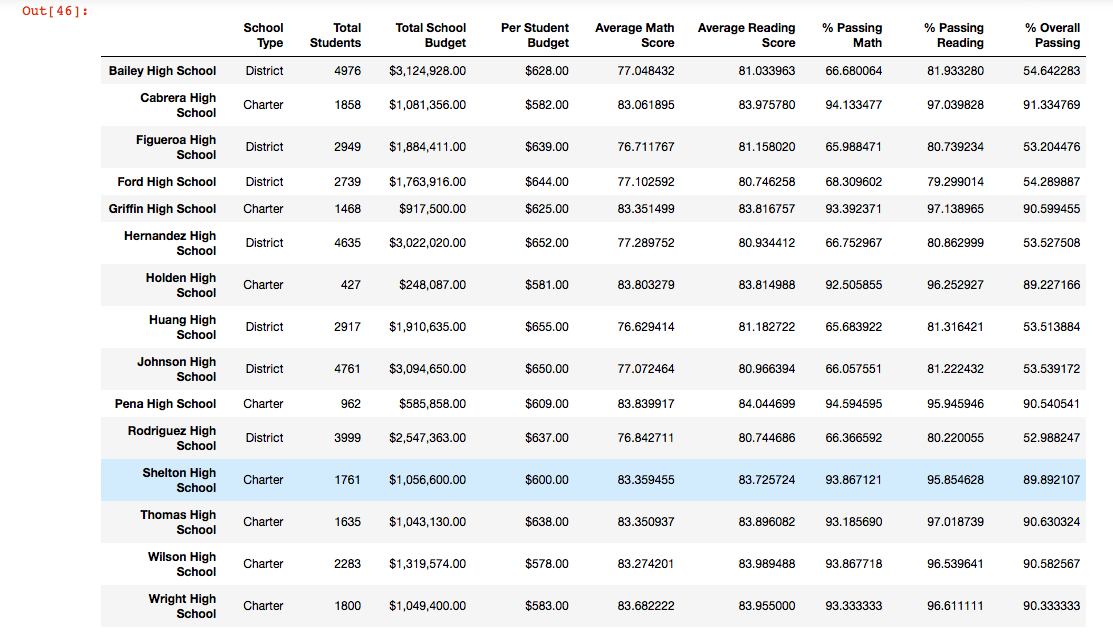 Out[46]:
School Type Total Students Total School Budget Per Student Budget Average Math Score Average Reading Score % Passing Math % Passing Reading % Overall Passing
Bailey High School District 4976 $3,124,928.00 $628.00 77.048432 81.033963 66.680064 81.933280 54.642283
Cabrera High School Charter 1858 $1,081,356.00 $582.00 83.061895 83.975780 94.133477 97.039828 91.334769
Figueroa High School District 2949 $1,884,411.00 $639.00 76.711767 81.158020 65.988471 80.739234 53.204476
Ford High School District 2739 $1,763,916.00 $644.00 77.102592 80.746258 68.309602 79.299014 54.289887
Griffin High School Charter 1468 $917,500.00 $625.00 83.351499 83.816757 93.392371 97.138965 90.599455
Hernandez High School District 4635 $3,022,020.00 $652.00 77.289752 80.934412 66.752967 80.862999 53.527508
Holden High School Charter 427 $248,087.00 $581.00 83.803279 83.814988 92.505855 96.252927 89.227166
Huang High School District 2917 $1,910,635.00 $655.00 76.629414 81.182722 65.683922 81.316421 53.513884
Johnson High School District 4761 $3,094,650.00 $650.00 77.072464 80.966394 66.057551 81.222432 53.539172
Pena High School Charter 962 $585,858.00 $609.00 83.839917 84.044699 94.594595 95.945946 90.540541
Rodriguez High School District 3999 $2,547,363.00 $637.00 76.842711 80.744686 66.366592 80.220055 52.988247
Shelton High School Charter 1761 $1,056,600.00 $600.00 83.359455 83.725724 93.867121 95.854628 89.892107
Thomas High School Charter 1635 $1,043,130.00 $638.00 83.350937 83.896082 93.185690 97.018739 90.630324
Wilson High School Charter 2283 $1,319,574.00 $578.00 83.274201 83.989488 93.867718 96.539641 90.582567
Wright High School Charter 1800 $1,049,400.00 $583.00 83.682222 83.955000 93.333333 96.611111 90.333333